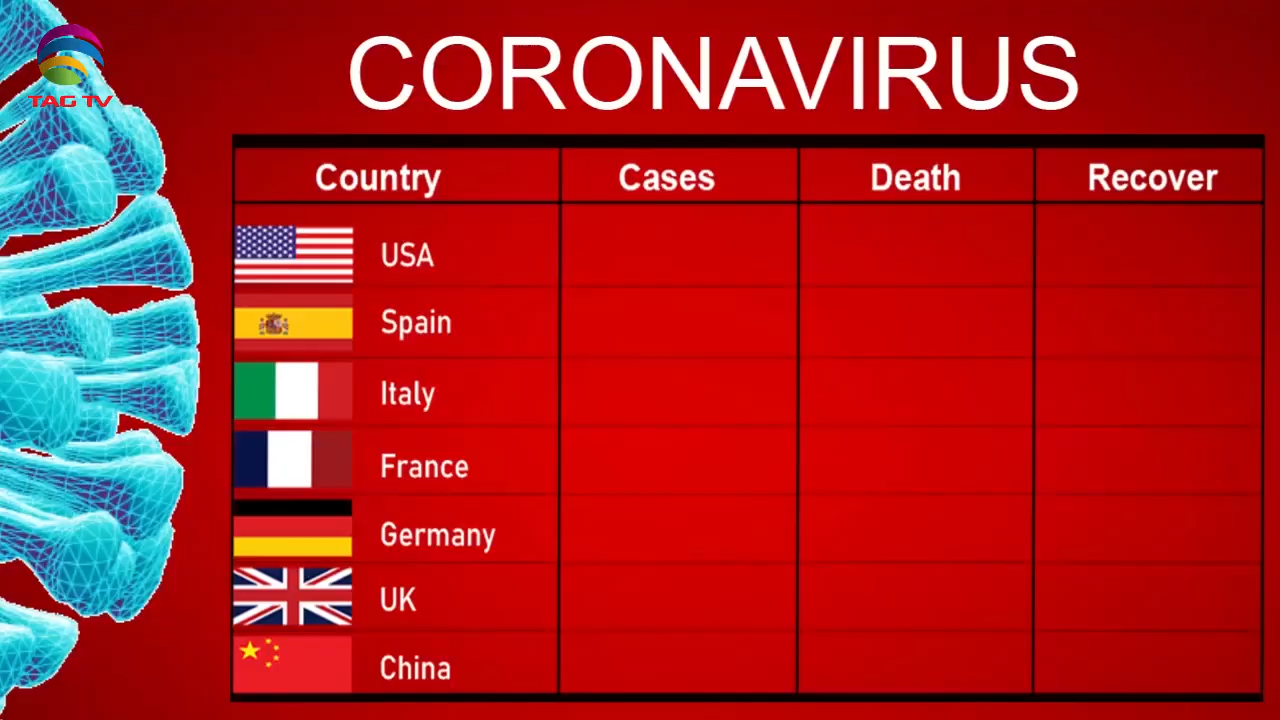 TAG TV
CORONAVIRUS
Country Cases Death Recover
USA
Spain
Italy
France
Germany
UK
China